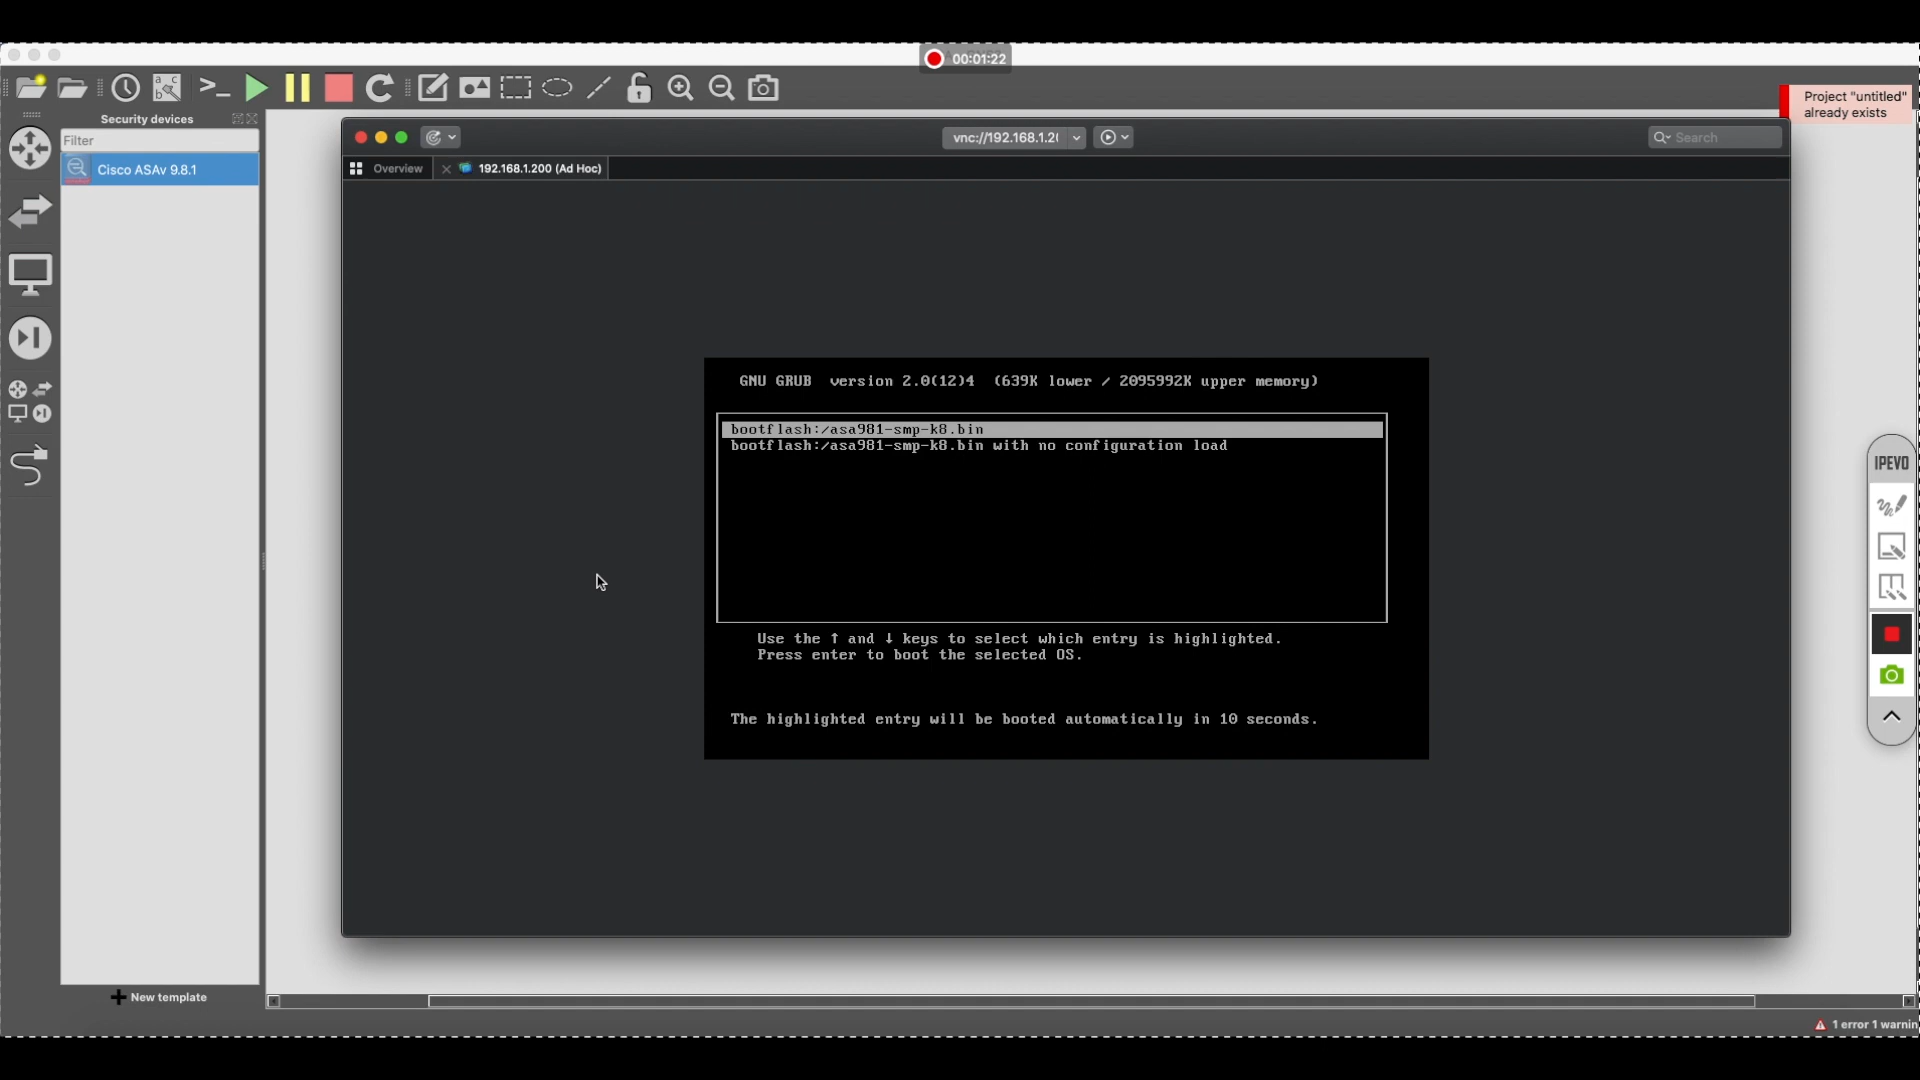 00:01:22
Project "untitled"
already exists
Security devices
Filter
Cisco ASAv 9.8.1
vnc://192.168.1.2
Search
Overview
192.168.1.200 (Ad Hoc)
GNU GRUB version 2.0(12)4 (639K lower / 2095992K upper memory)
bootflash:/asa981-smp-k8.bin
bootflash:/asa981-smp-k8.bin with no configuration load
Use the ↑ and ↓ keys to select which entry is highlighted.
Press enter to boot the selected OS.
The highlighted entry will be booted automatically in 10 seconds.
IPEVO
New template
1 error 1 warnin